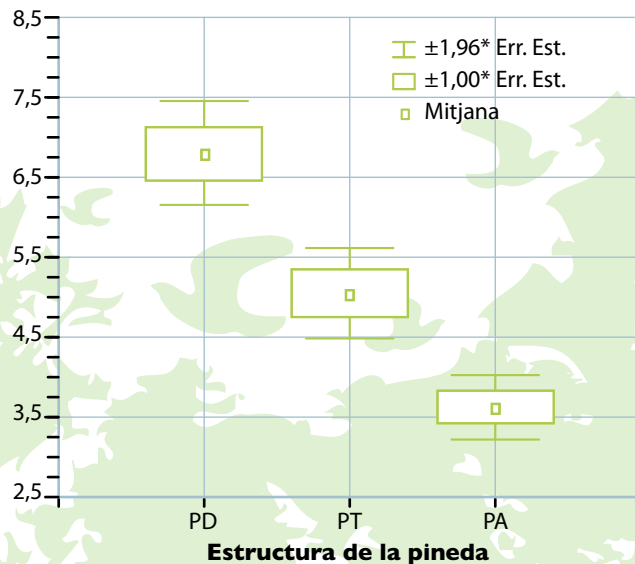 8,5
7,5
6,5
5,5
4,5
3,5
2,5
±1,96* Err. Est.
±1,00* Err. Est.
Mitjana
PD PT PA
Estructura de la pineda